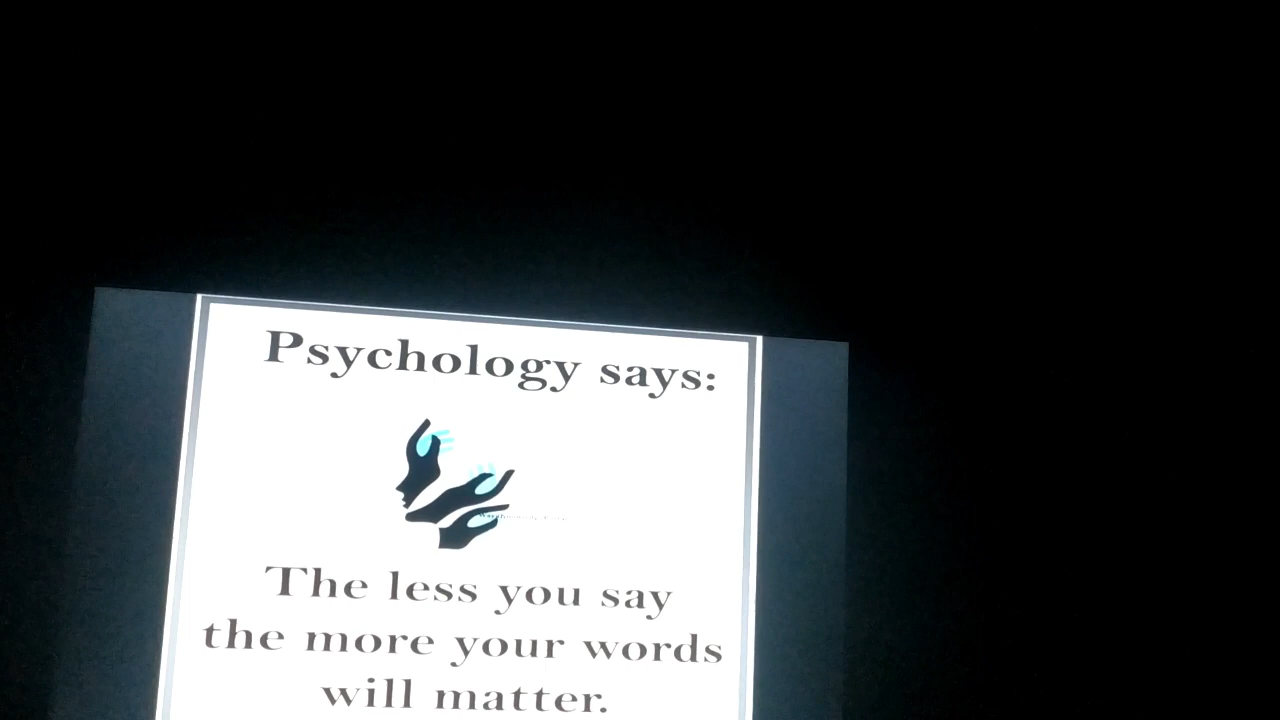 Psychology says:
The less you say
the more your words
will matter.